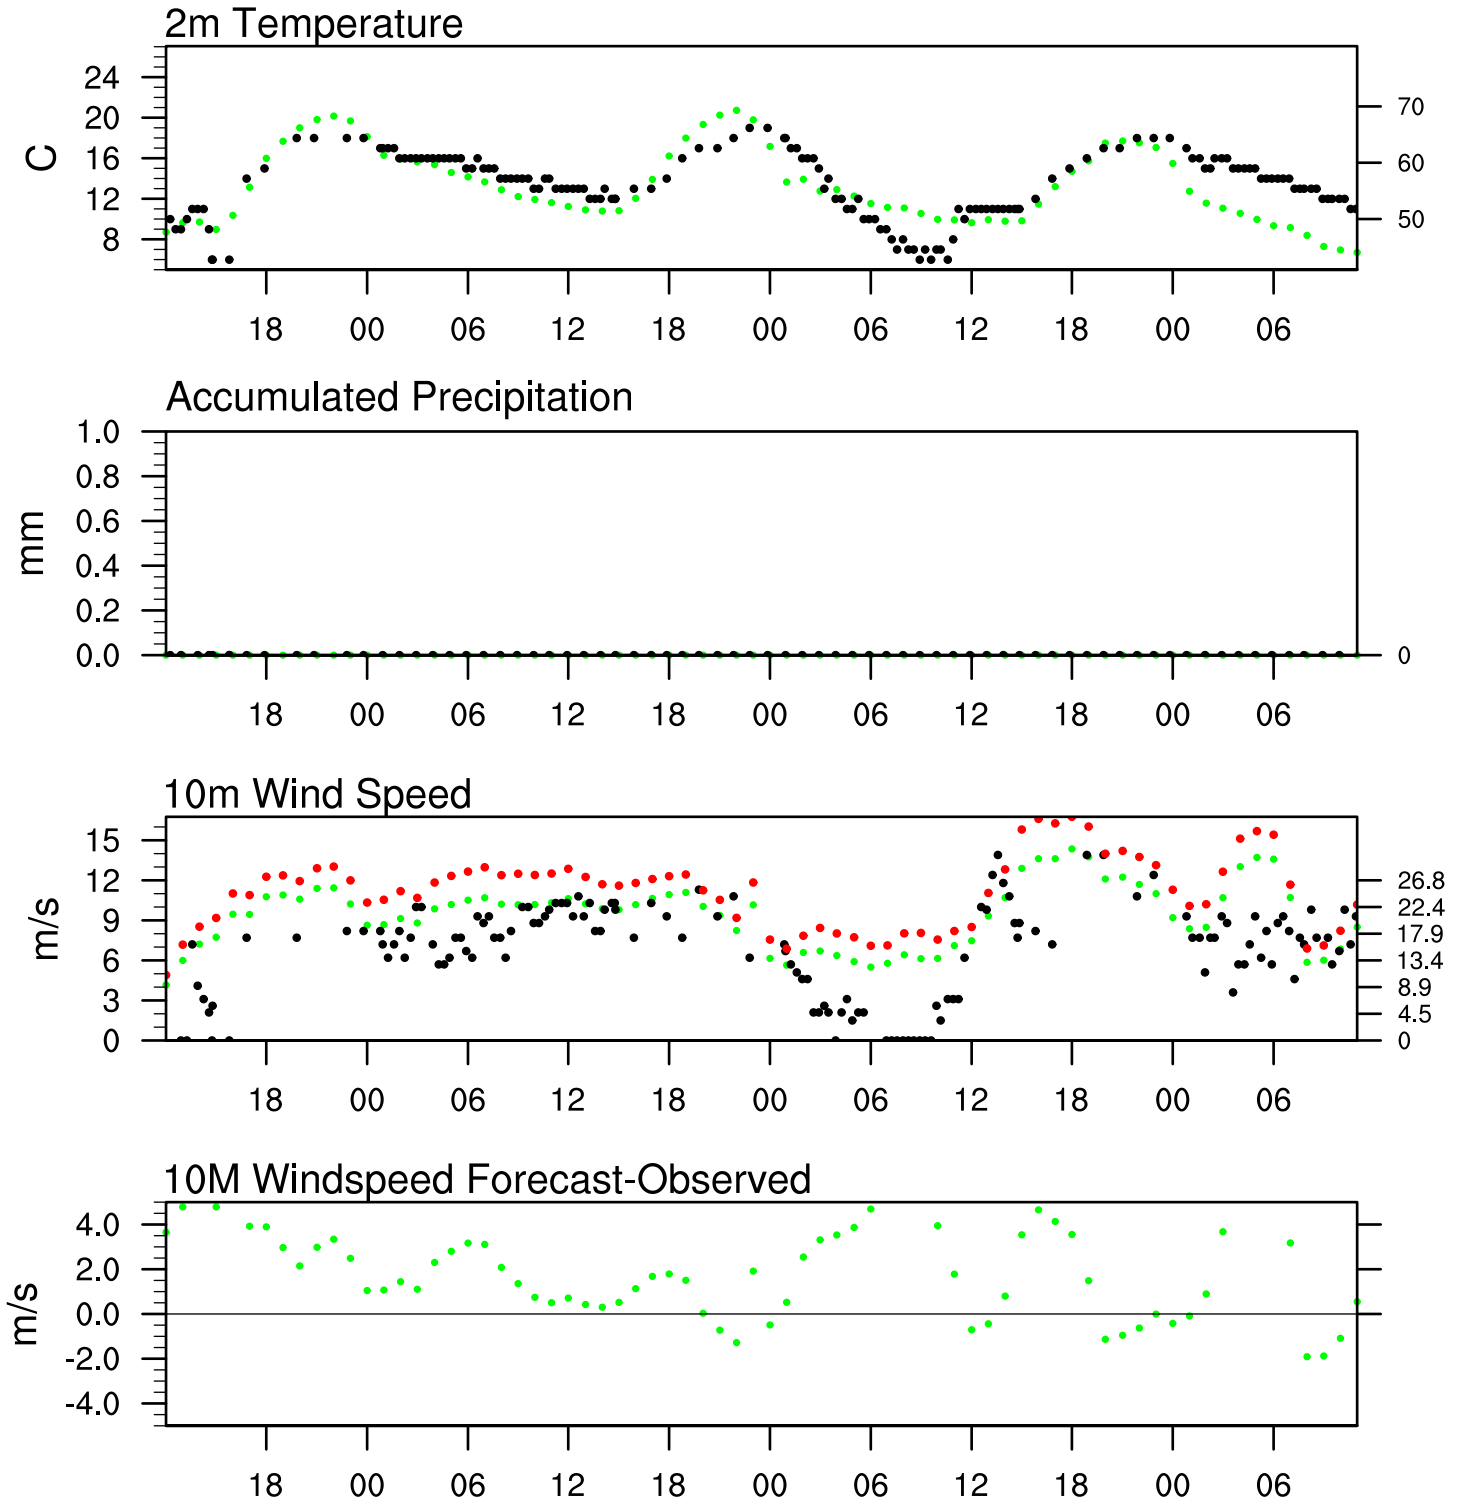 2m Temperature
24
20
16
12
8
C
70
60
50
18 00 06 12 18 00 06 12 18 00 06
Accumulated Precipitation
1.0
0.8
0.6
0.4
0.2
0.0
mm
0
18 00 06 12 18 00 06 12 18 00 06
10m Wind Speed
15
12
9
6
3
0
m/s
26.8
22.4
17.9
13.4
8.9
4.5
0
18 00 06 12 18 00 06 12 18 00 06
10M Windspeed Forecast-Observed
4.0
2.0
0.0
-2.0
-4.0
m/s
18 00 06 12 18 00 06 12 18 00 06